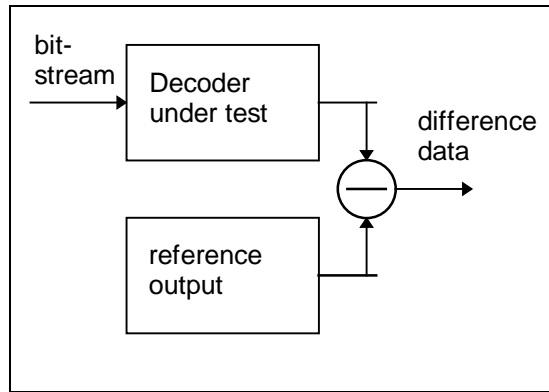 bit-
stream
Decoder
under test
difference
data
reference
output